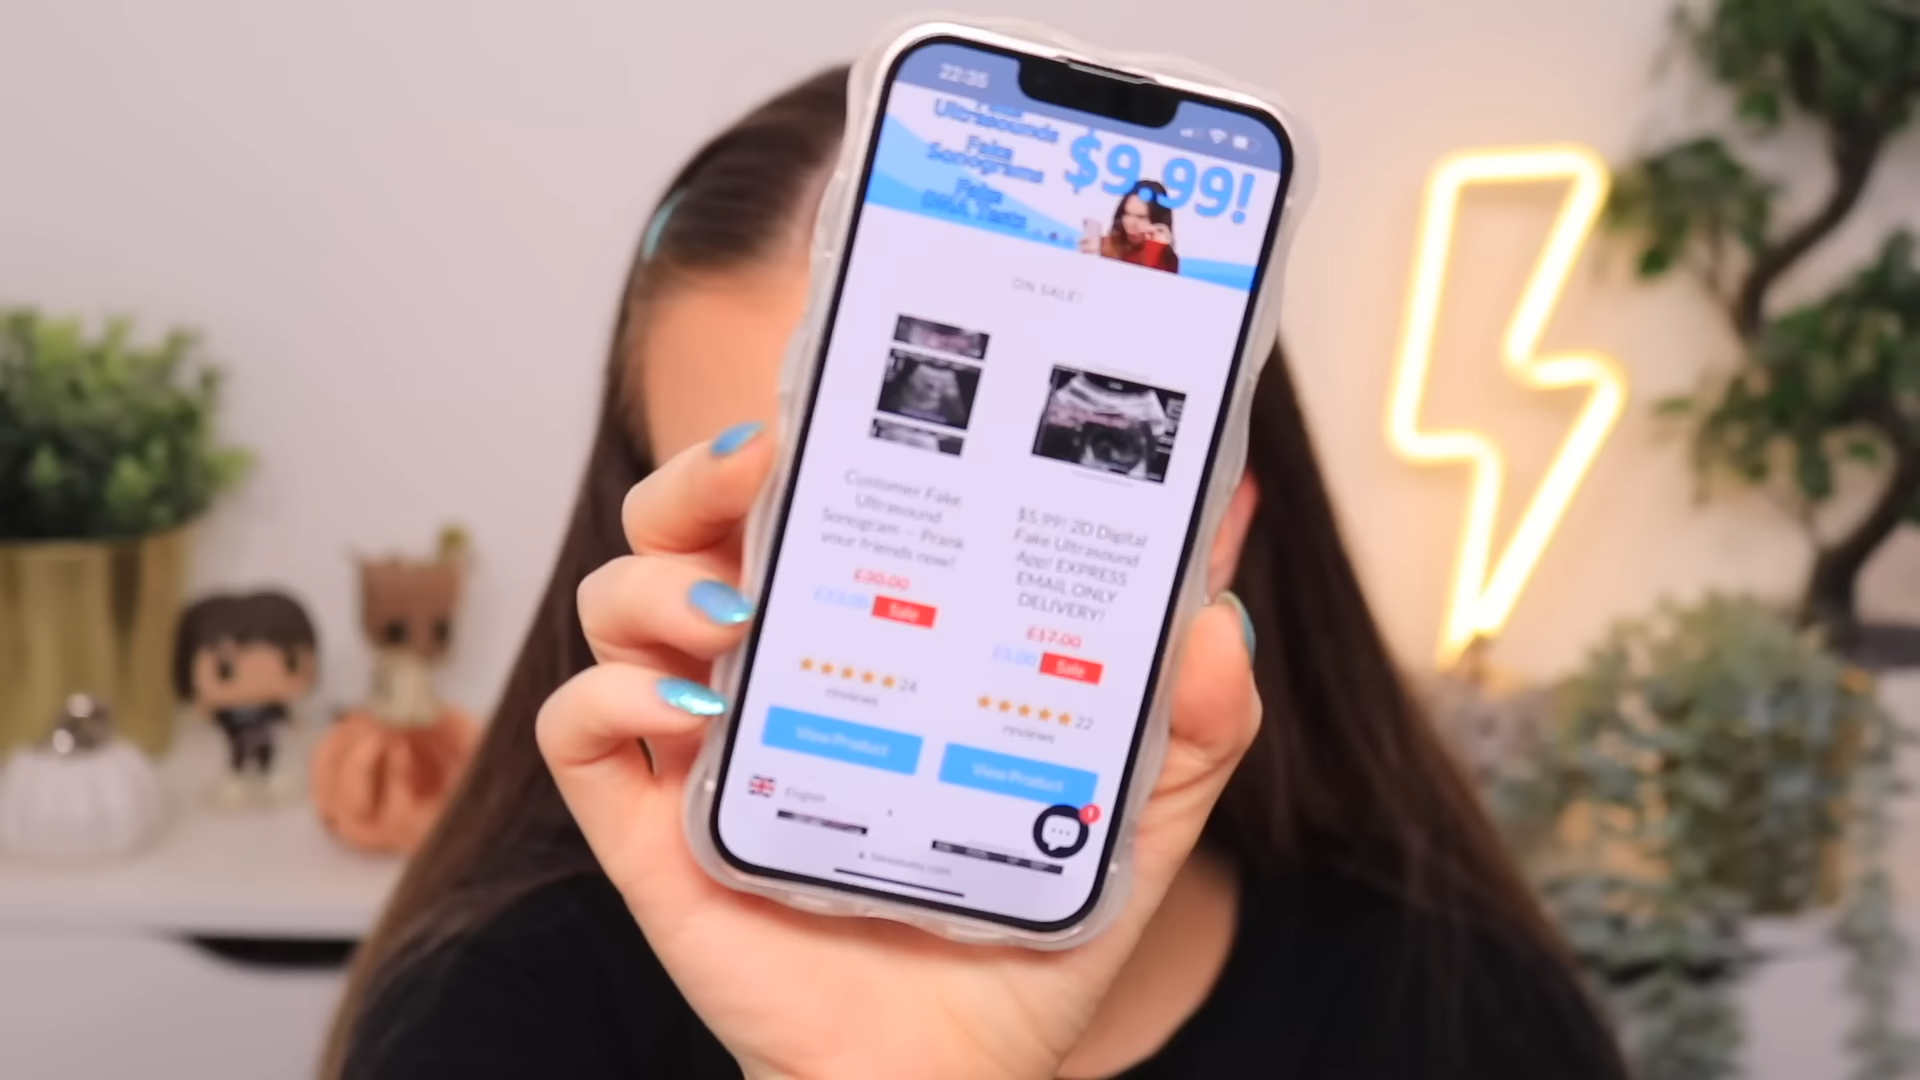 22:35
Ultrasounds
Fake
Sonograms
Fake
DNA Tests
$9.99!
ON SALE!
Customer Fake
Ultrasound
Sonogram – Prank
your friends now!
£30.00
Sale
24
reviews
View Product
$5.99! 2D Digital
Fake Ultrasound
App! EXPRESS
EMAIL ONLY
DELIVERY!
£17.00
Sale
22
reviews
View Product
English
1